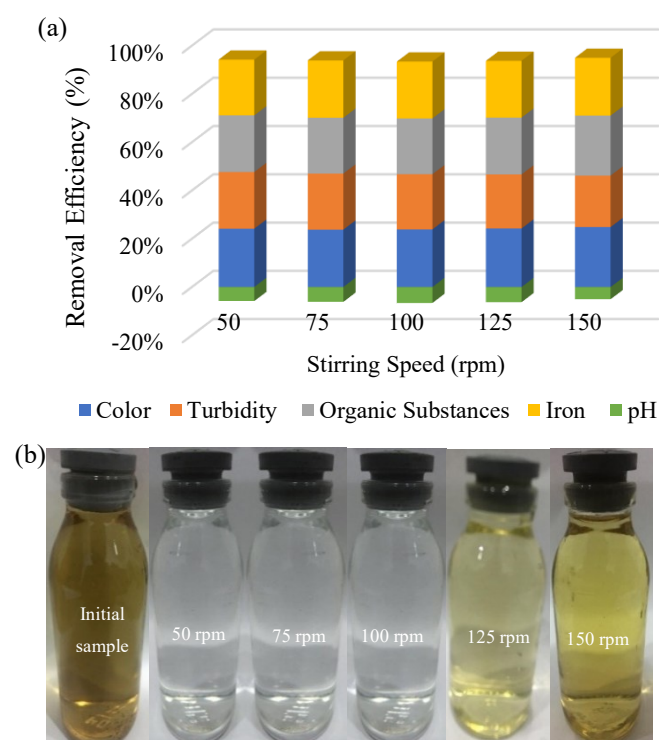 (a)
Removal Efficiency (%)
100%
80%
60%
40%
20%
0%
-20%
50 75 100 125 150
Stirring Speed (rpm)
Color Turbidity Organic Substances Iron pH
(b)
Initial
sample
50 rpm
75 rpm
100 rpm
125 rpm
150 rpm